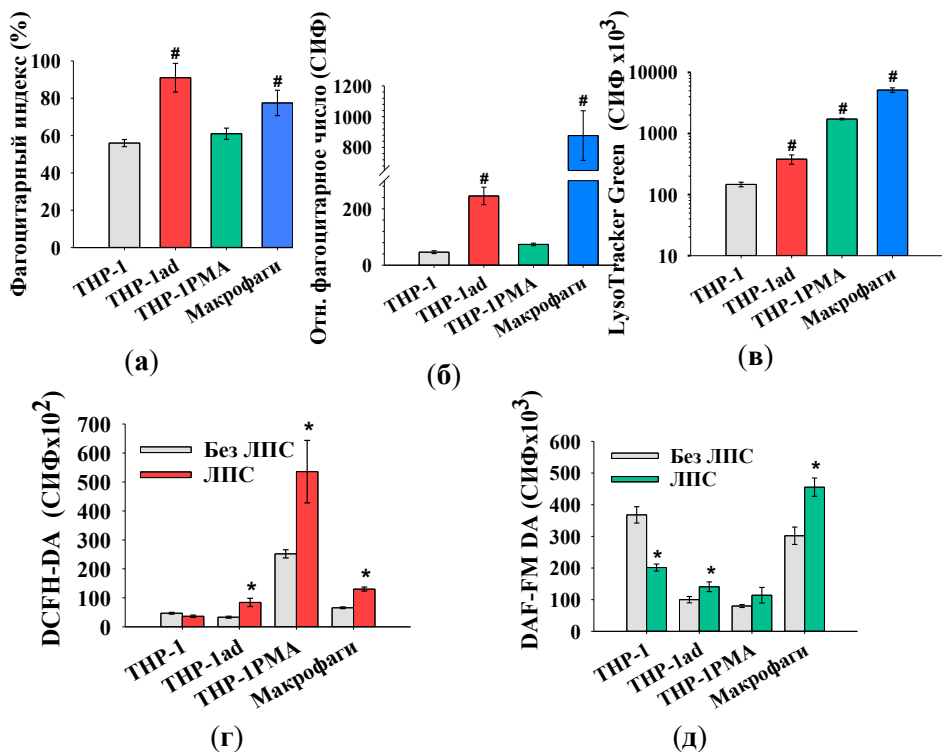 Фагоцитарный индекс (%)
100
80
60
40
20
0
#
#
THP-1
THP-1ad
THP-1PMA
Макрофаги
(а)
Отн. фагоцитарное число (СИФ)
1200
1000
800
200
0
#
#
THP-1
THP-1ad
THP-1PMA
Макрофаги
(б)
LysoTracker Green (СИФ x10³)
10000
1000
100
10
#
#
#
THP-1
THP-1ad
THP-1PMA
Макрофаги
(в)
DCFH-DA (СИФx10²)
700
600
500
400
300
200
100
0
Без ЛПС
ЛПС
*
*
*
THP-1
THP-1ad
THP-1PMA
Макрофаги
(г)
DAF-FM DA (СИФx10³)
600
500
400
300
200
100
0
Без ЛПС
ЛПС
*
*
*
THP-1
THP-1ad
THP-1PMA
Макрофаги
(д)